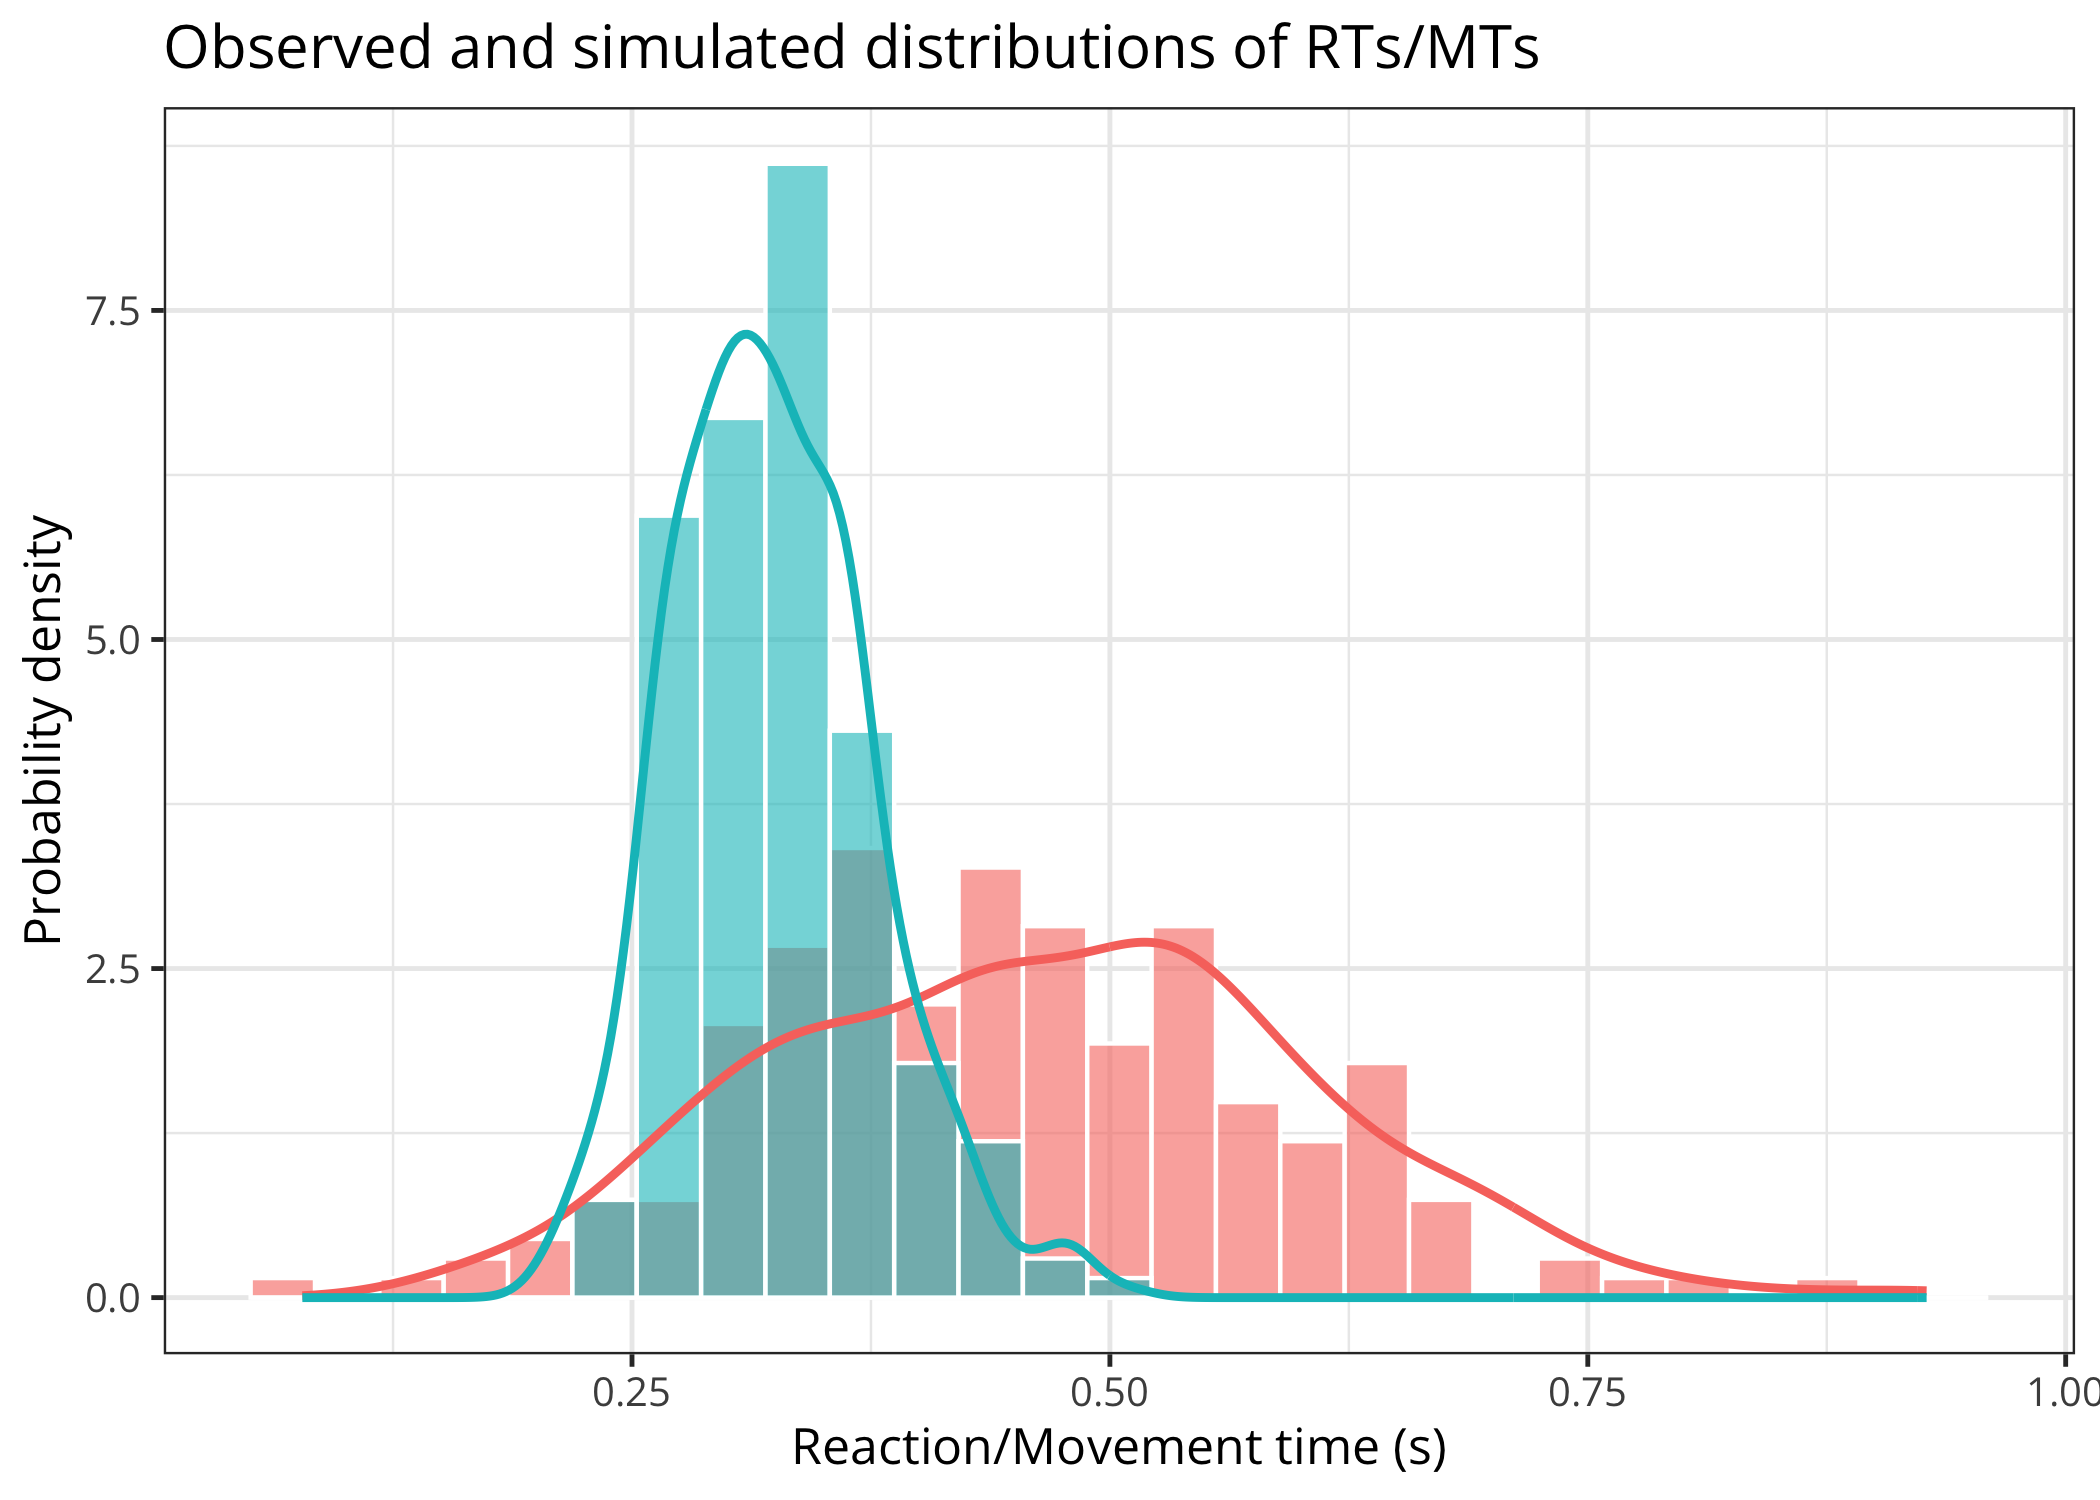 Observed and simulated distributions of RTs/MTs
Probability density
7.5
5.0
2.5
0.0
0.25
0.50
0.75
1.00
Reaction/Movement time (s)